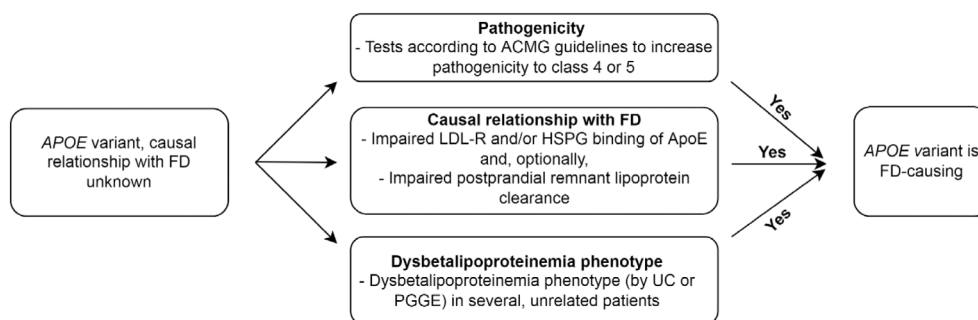 APOE variant, causal
relationship with FD
unknown
Pathogenicity
- Tests according to ACMG guidelines to increase
pathogenicity to class 4 or 5
Causal relationship with FD
- Impaired LDL-R and/or HSPG binding of ApoE
and, optionally,
- Impaired postprandial remnant lipoprotein
clearance
Dysbetalipoproteinemia phenotype
- Dysbetalipoproteinemia phenotype (by UC or
PGGE) in several, unrelated patients
Yes
Yes
Yes
APOE variant is
FD-causing